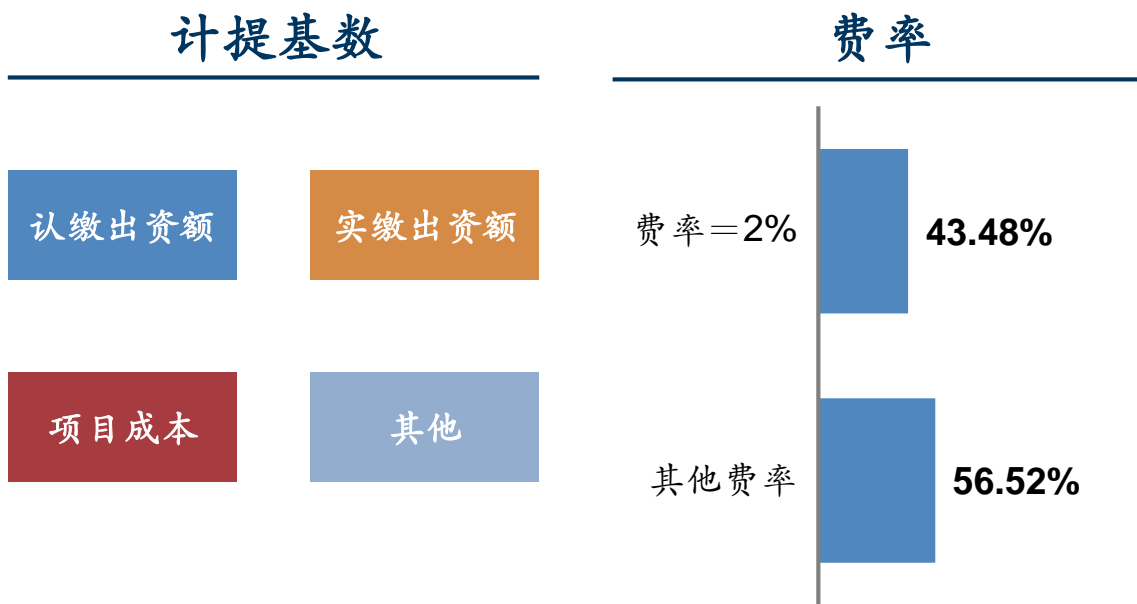 计提基数
费率
认缴出资额
实缴出资额
项目成本
其他
费率＝2%
43.48%
其他费率
56.52%